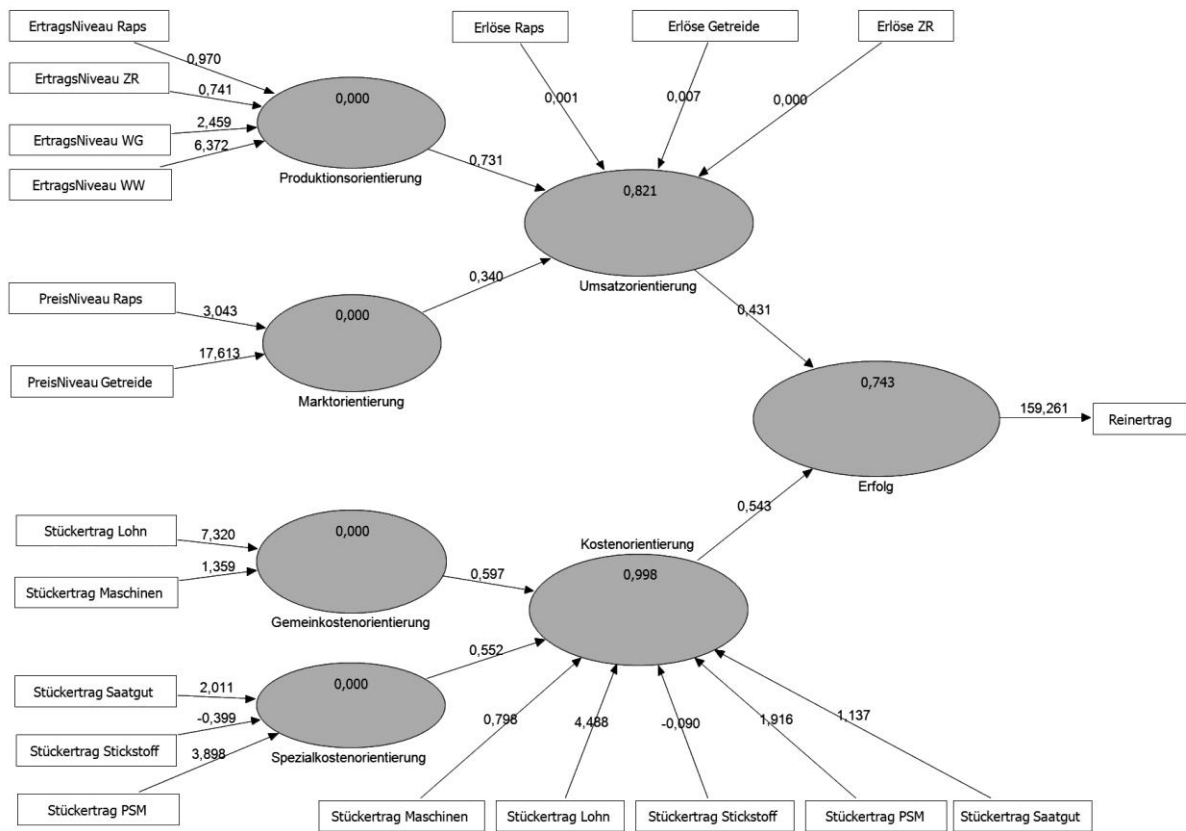 ErtragsNiveau Raps
Erlöse Raps
Erlöse Getreide
Erlöse ZR
0,970
ErtragsNiveau ZR
0,741
0,000
0,001
0,007
0,000
ErtragsNiveau WG
2,459
6,372
ErtragsNiveau WW
Produktionsorientierung
0,731
0,821
Umsatzorientierung
0,340
PreisNiveau Raps
3,043
0,000
17,613
PreisNiveau Getreide
Marktorientierung
0,431
0,743
159,261
Reinertrag
Erfolg
0,543
Stückertrag Lohn
7,320
0,000
1,359
Stückertrag Maschinen
Gemeinkostenorientierung
0,597
Kostenorientierung
0,998
0,552
Stückertrag Saatgut
2,011
0,000
-0,399
Stückertrag Stickstoff
3,898
Spezialkostenorientierung
Stückertrag PSM
0,798
4,488
-0,090
1,916
1,137
Stückertrag Maschinen
Stückertrag Lohn
Stückertrag Stickstoff
Stückertrag PSM
Stückertrag Saatgut